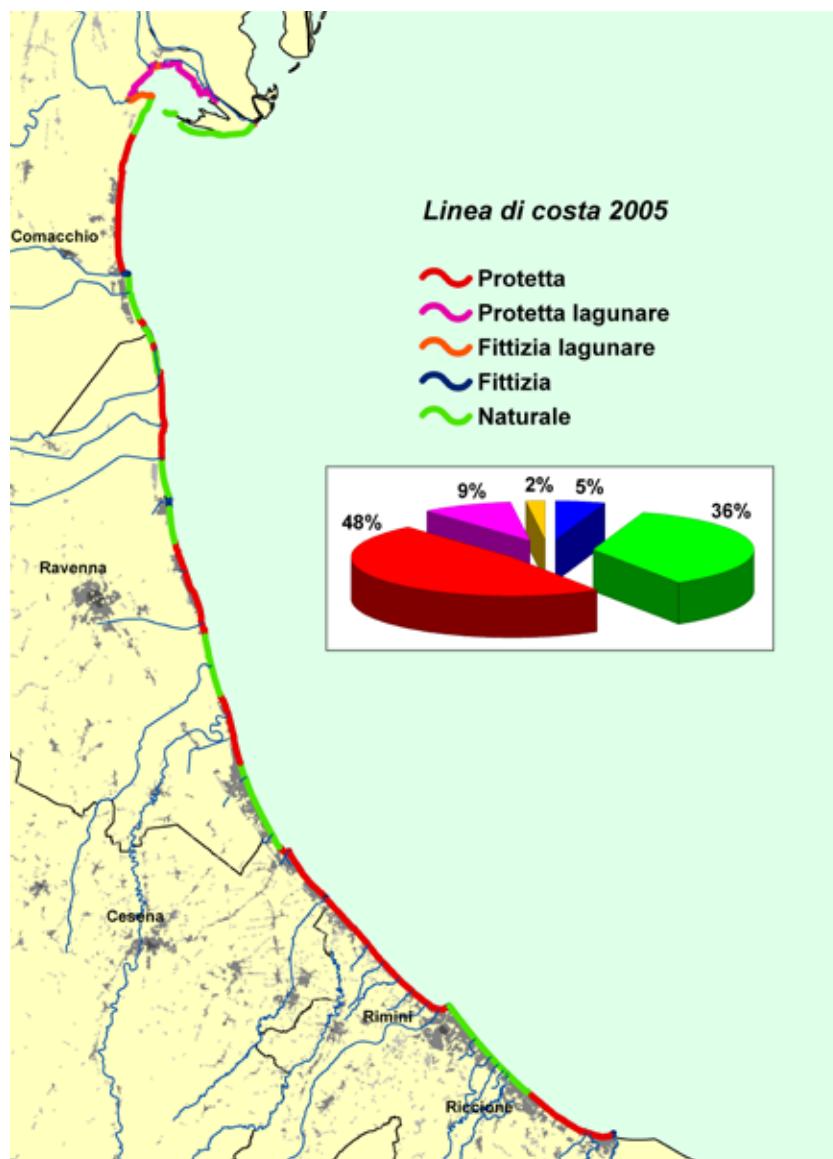 Linea di costa 2005
Comacchio
Protetta
Protetta lagunare
Fittizia lagunare
Fittizia
Naturale
9%
2%
5%
36%
48%
Ravenna
Cesena
Rimini
Riccione